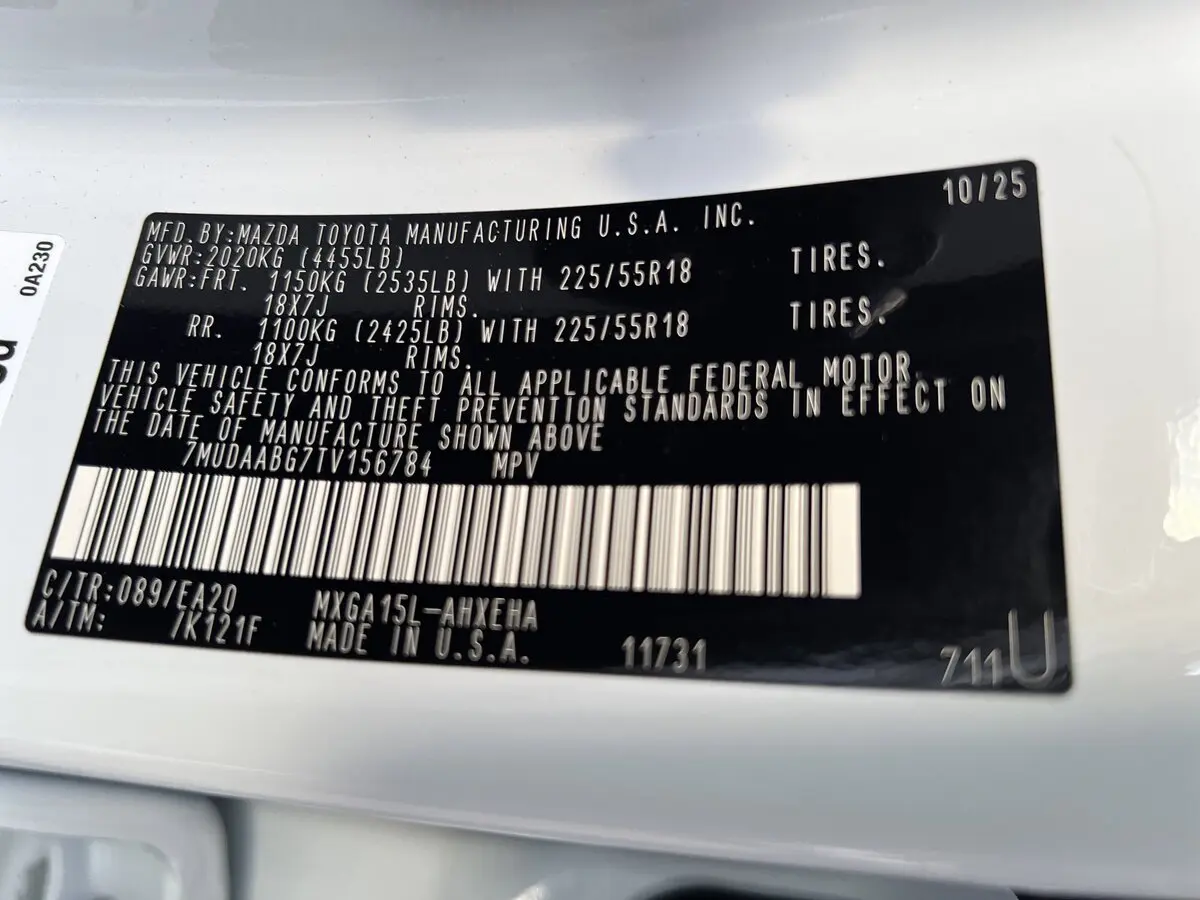 10/25
MFD.BY:MAZDA TOYOTA MANUFACTURING U.S.A. INC.
GVWR:2020KG (4455LB)
GAWR:FRT. 1150KG (2535LB) WITH 225/55R18 TIRES.
18X7J RIMS.
RR. 1100KG (2425LB) WITH 225/55R18 TIRES.
18X7J RIMS.
THIS VEHICLE CONFORMS TO ALL APPLICABLE FEDERAL MOTOR
VEHICLE SAFETY AND THEFT PREVENTION STANDARDS IN EFFECT ON
THE DATE OF MANUFACTURE SHOWN ABOVE
7MUDAABG7TV156784 MPV
C/TR:089/EA20 MXGA15L-AHXEHA
A/TM: /K121F MADE IN U.S.A. 11731
Z11U
0A230